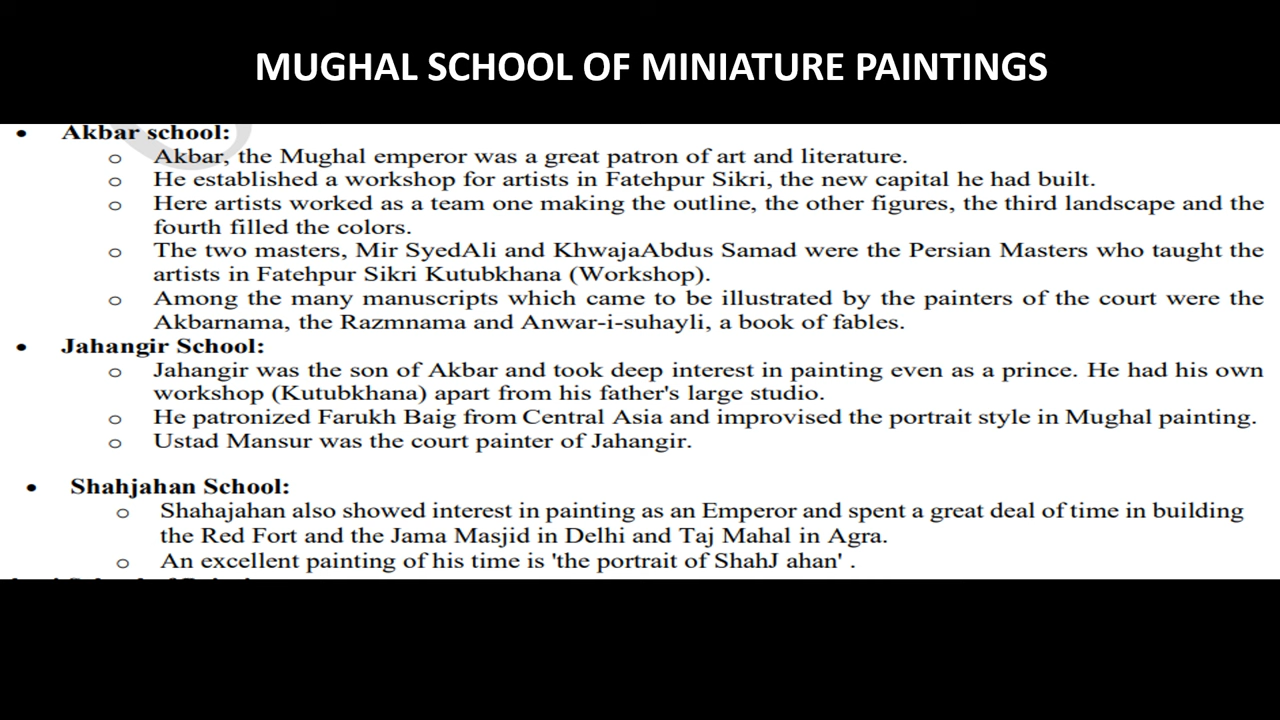 MUGHAL SCHOOL OF MINIATURE PAINTINGS
• Akbar school:
o Akbar, the Mughal emperor was a great patron of art and literature.
o He established a workshop for artists in Fatehpur Sikri, the new capital he had built.
o Here artists worked as a team one making the outline, the other figures, the third landscape and the
fourth filled the colors.
o The two masters, Mir SyedAli and KhwajaAbdus Samad were the Persian Masters who taught the
artists in Fatehpur Sikri Kutubkhana (Workshop).
o Among the many manuscripts which came to be illustrated by the painters of the court were the
Akbarnama, the Razmnama and Anwar-i-suhayli, a book of fables.
• Jahangir School:
o Jahangir was the son of Akbar and took deep interest in painting even as a prince. He had his own
workshop (Kutubkhana) apart from his father's large studio.
o He patronized Farukh Baig from Central Asia and improvised the portrait style in Mughal painting.
o Ustad Mansur was the court painter of Jahangir.
• Shahjahan School:
o Shahajahan also showed interest in painting as an Emperor and spent a great deal of time in building
the Red Fort and the Jama Masjid in Delhi and Taj Mahal in Agra.
o An excellent painting of his time is 'the portrait of ShahJ ahan' .